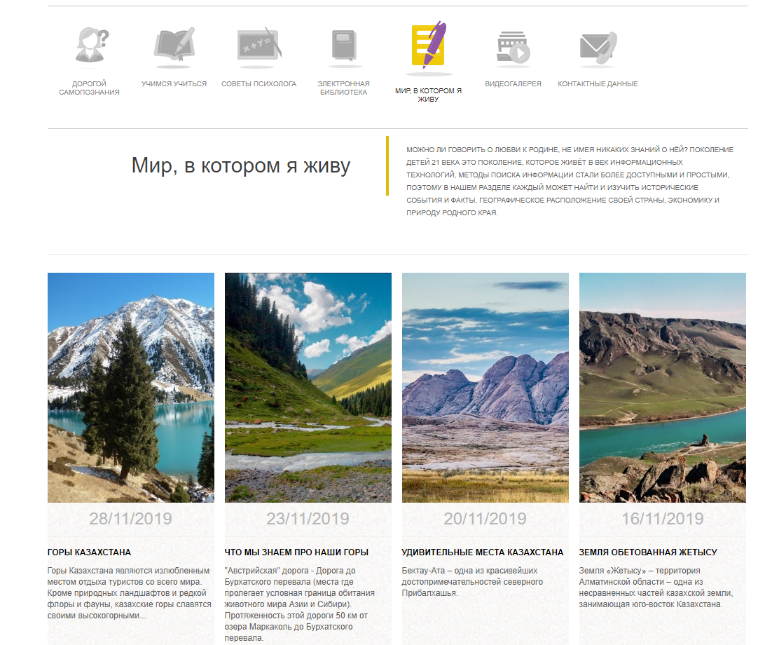 ДОРОГОЙ
САМОПОЗНАНИЯ
УЧИМСЯ УЧИТЬСЯ
СОВЕТЫ ПСИХОЛОГА
ЭЛЕКТРОННАЯ
БИБЛИОТЕКА
МИР, В КОТОРОМ Я
ЖИВУ
ВИДЕОГАЛЕРЕЯ
КОНТАКТНЫЕ ДАННЫЕ
Мир, в котором я живу
МОЖНО ЛИ ГОВОРИТЬ О ЛЮБВИ К РОДИНЕ, НЕ ИМЕЯ НИКАКИХ ЗНАНИЙ О НЕЙ? ПОКОЛЕНИЕ
ДЕТЕЙ 21 ВЕКА ЭТО ПОКОЛЕНИЕ, КОТОРОЕ ЖИВЁТ В ВЕК ИНФОРМАЦИОННЫХ
ТЕХНОЛОГИЙ. МЕТОДЫ ПОИСКА ИНФОРМАЦИИ СТАЛИ БОЛЕЕ ДОСТУПНЫМИ И ПРОСТЫМИ,
ПОЭТОМУ В НАШЕМ РАЗДЕЛЕ КАЖДЫЙ МОЖЕТ НАЙТИ И ИЗУЧИТЬ ИСТОРИЧЕСКИЕ
СОБЫТИЯ И ФАКТЫ, ГЕОГРАФИЧЕСКОЕ РАСПОЛОЖЕНИЕ СВОЕЙ СТРАНЫ, ЭКОНОМИКУ И
ПРИРОДУ РОДНОГО КРАЯ.
28/11/2019
ГОРЫ КАЗАХСТАНА
Горы Казахстана являются излюбленным
местом отдыха туристов со всего мира.
Кроме природных ландшафтов и редкой
флоры и фауны, казахские горы славятся
своими высокогорными...
23/11/2019
ЧТО МЫ ЗНАЕМ ПРО НАШИ ГОРЫ
"Австрийская" дорога - Дорога до
Бурхатского перевала (места где
пролегает условная граница обитания
животного мира Азии и Сибири).
Протяженность этой дороги 50 км от
озера Маркаколь до Бурхатского
перевала.
20/11/2019
УДИВИТЕЛЬНЫЕ МЕСТА КАЗАХСТАНА
Бектау-Ата – одна из красивейших
достопримечательностей северного
Прибалхашья.
16/11/2019
ЗЕМЛЯ ОБЕТОВАННАЯ ЖЕТЫСУ
Земля «Жетысу» – территория
Алматинской области – одна из
несравненных частей казахской земли,
занимающая юго-восток Казахстана.